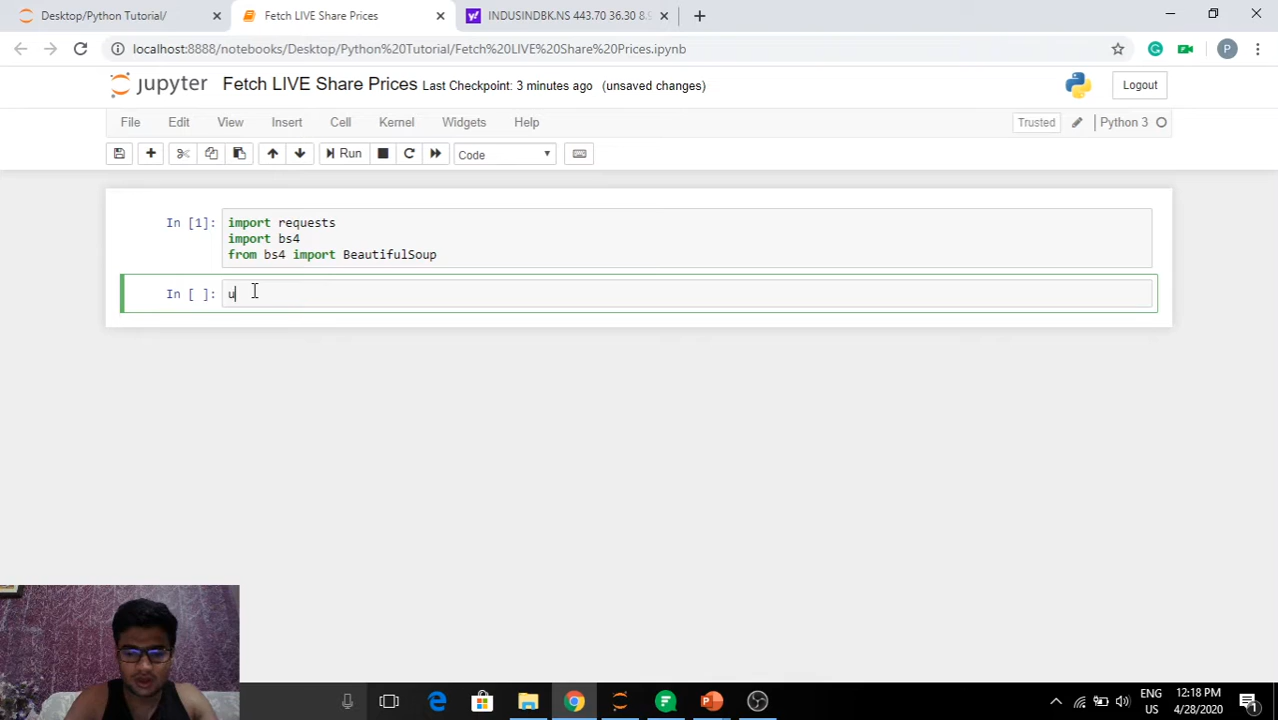 Desktop/Python Tutorial/
Fetch LIVE Share Prices
INDUSINDBK.NS 443.70 36.30 8.9
localhost:8888/notebooks/Desktop/Python%20Tutorial/Fetch%20LIVE%20Share%20Prices.ipynb
P
jupyter Fetch LIVE Share Prices Last Checkpoint: 3 minutes ago (unsaved changes)
Logout
File Edit View Insert Cell Kernel Widgets Help
Trusted Python 3
Run
Code
In [1]: import requests
import bs4
from bs4 import BeautifulSoup
In [ ]: u
ENG
US
12:18 PM
4/28/2020
1